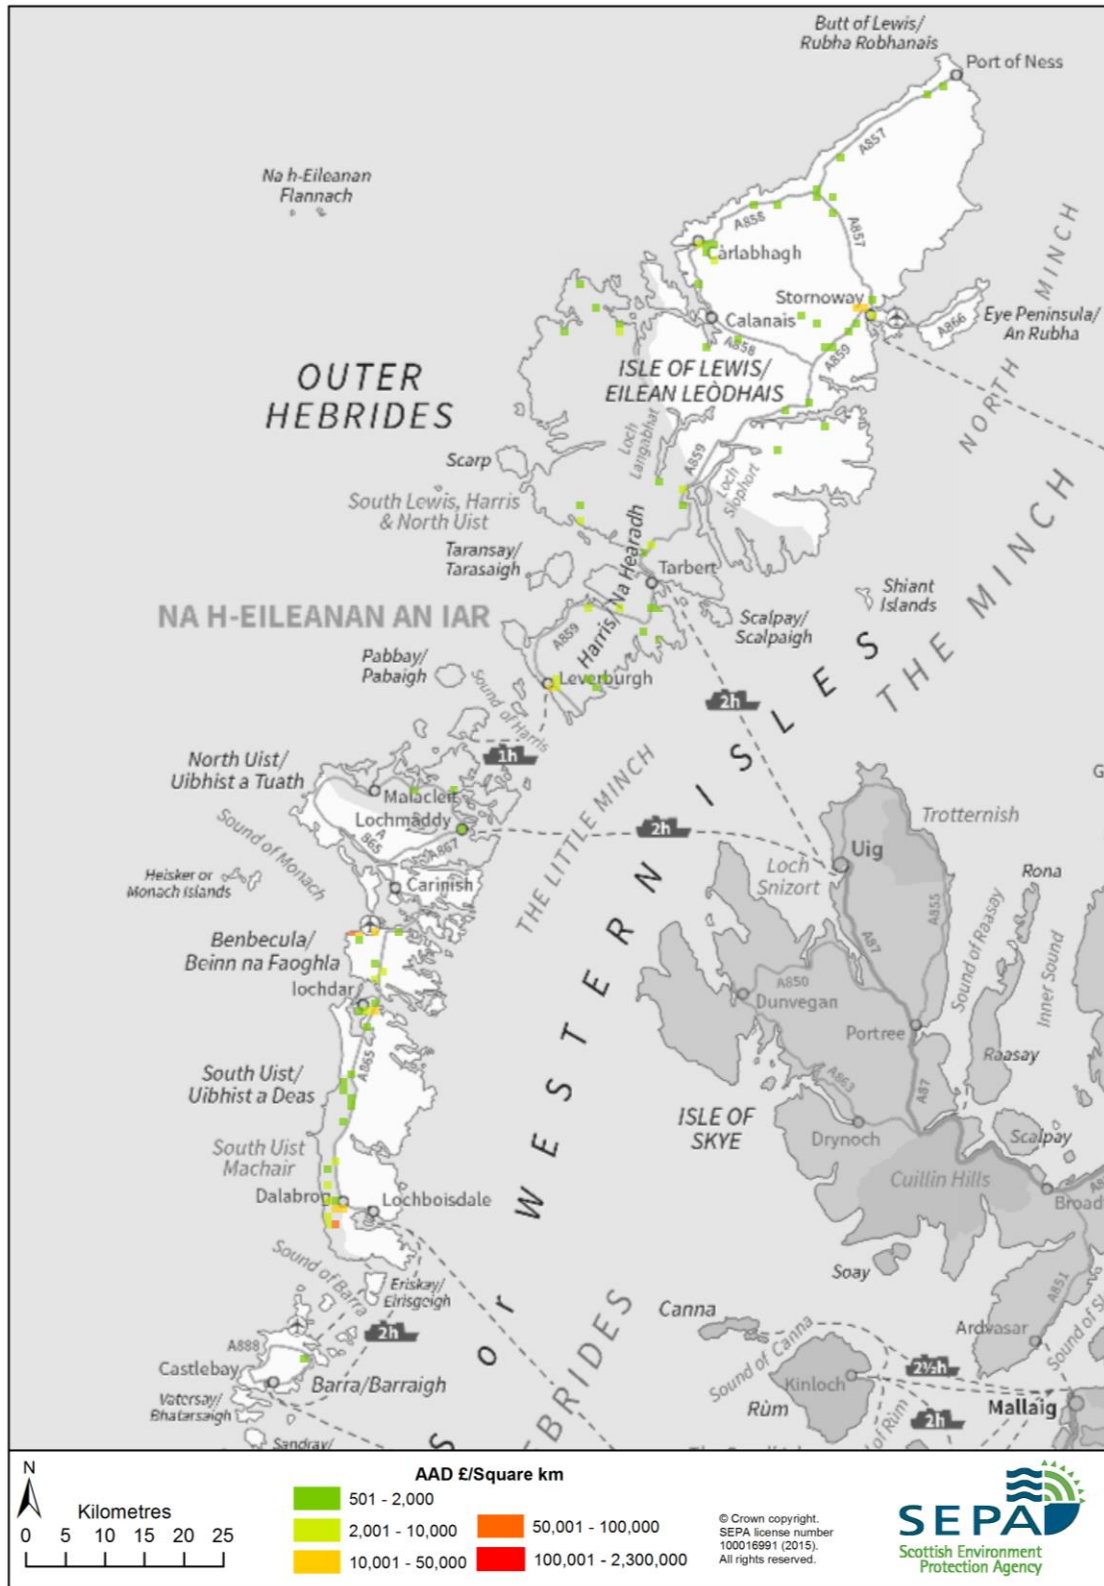 Butt of Lewis/
Rubha Robhanais
Port of Ness
A857
Na h-Eileanan
Flannach
A858
A857
Càrlabhagh
Stornoway
Calanais
A858
A859
A866
Eye Peninsula/
An Rubha
NORTH MINCH
OUTER
HEBRIDES
ISLE OF LEWIS/
EILEAN LEÒDHAIS
Scarp
Loch
Langabhat
A859
South Lewis, Harris
& North Uist
Taransay/
Tarasaigh
Tarbert
Shiant
Islands
Scalpay/
Scalpaigh
THE MINCH
NA H-EILEANAN AN IAR
A859
Harris/Na Hearadh
Pabbay/
Pabaigh
Leverburgh
Sound of Harris
2h
1h
North Uist/
Uibhist a Tuath
Malacleit
Lochmaddy
A
865
A867
Sound of Monach
2h
THE LITTLE MINCH
Trotternish
Uig
Loch
Snizort
Rona
Heisker or
Monach Islands
Carinish
A855
A87
Sound of Raasay
Inner Sound
Benbecula/
Beinn na Faoghla
Iochdar
A850
Dunvegan
Portree
Raasay
A865
South Uist/
Uibhist a Deas
A863
A87
ISLE OF
SKYE
Drynoch
Scalpay
South Uist
Machair
Cuillin Hills
Dalabrog
Lochboisdale
Broad
WESTERN ISLES
or
Sound of Barra
Eriskay/
Eirisgeigh
Soay
A851
Canna
Ardvasar
A888
2h
Sound of Canna
Castlebay
Barra/Barraigh
Vatersay/
Bhatarsaigh
Sandray/
S
EBRIDES
Kinloch
Rùm
2½h
2h
Mallaig
N
Kilometres
0 5 10 15 20 25
AAD £/Square km
501 - 2,000
2,001 - 10,000
10,001 - 50,000
50,001 - 100,000
100,001 - 2,300,000
© Crown copyright.
SEPA license number
100016991 (2015).
All rights reserved.
SEPA
Scottish Environment
Protection Agency